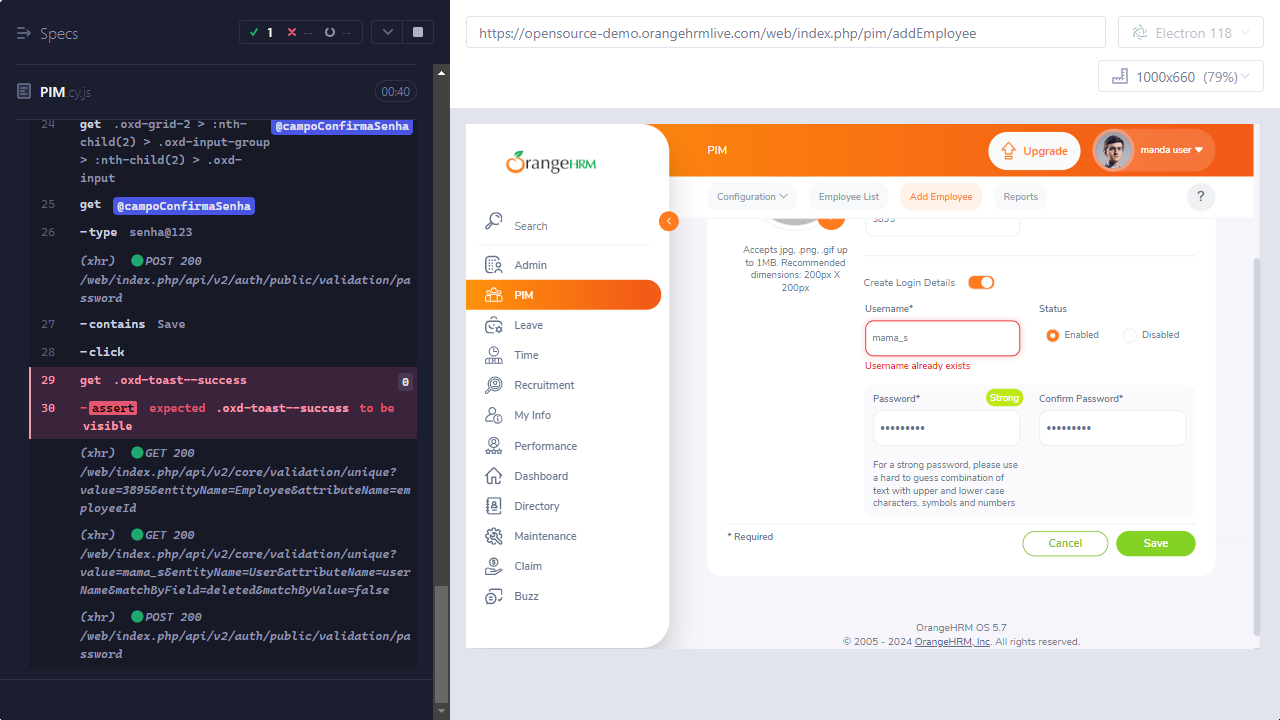 Specs
1
--
--
PIM.cy.js
00:40
24 get .oxd-grid-2 > :nth-child(2) > .oxd-input-group > :nth-child(2) > .oxd-input @campoConfirmaSenha
25 get @campoConfirmaSenha
26 -type senha@123
(xhr) POST 200
/web/index.php/api/v2/auth/public/validation/password
27 -contains Save
28 -click
29 get .oxd-toast--success 0
30 -assert expected .oxd-toast--success to be visible
(xhr) GET 200
/web/index.php/api/v2/core/validation/unique?value=3895&entityName=Employee&attributeName=employeeId
(xhr) GET 200
/web/index.php/api/v2/core/validation/unique?value=mama_s&entityName=User&attributeName=userName&matchByField=deleted&matchByValue=false
(xhr) POST 200
/web/index.php/api/v2/auth/public/validation/password
https://opensource-demo.orangehrmlive.com/web/index.php/pim/addEmployee
Electron 118
1000x660 (79%)
OrangeHRM
Search
Admin
PIM
Leave
Time
Recruitment
My Info
Performance
Dashboard
Directory
Maintenance
Claim
Buzz
PIM
Upgrade
manda user
Configuration
Employee List
Add Employee
Reports
?
3895
Accepts jpg, .png, .gif up
to 1MB. Recommended
dimensions: 200px X
200px
Create Login Details
Username*
Status
mama_s
Enabled
Disabled
Username already exists
Password*
Strong
Confirm Password*
For a strong password, please use
a hard to guess combination of
text with upper and lower case
characters, symbols and numbers
* Required
Cancel
Save
OrangeHRM OS 5.7
© 2005 - 2024 OrangeHRM, Inc. All rights reserved.